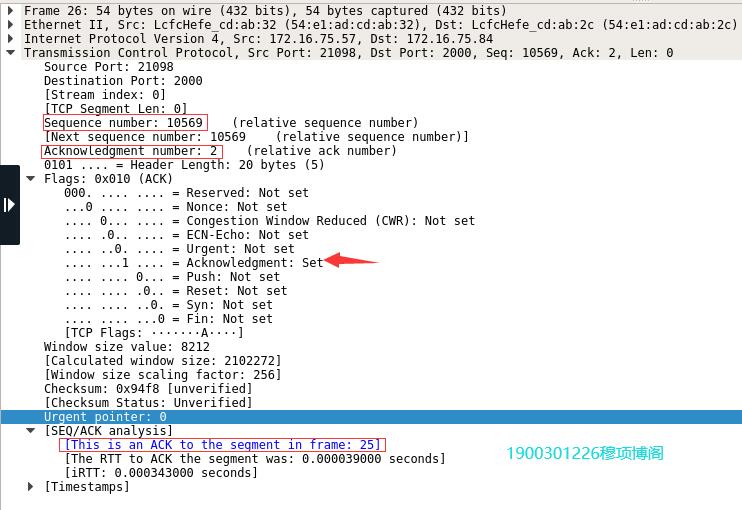 Frame 26: 54 bytes on wire (432 bits), 54 bytes captured (432 bits)
Ethernet II, Src: LcfcHefe_cd:ab:32 (54:e1:ad:cd:ab:32), Dst: LcfcHefe_cd:ab:2c (54:e1:ad:cd:ab:2c)
Internet Protocol Version 4, Src: 172.16.75.57, Dst: 172.16.75.84
Transmission Control Protocol, Src Port: 21098, Dst Port: 2000, Seq: 10569, Ack: 2, Len: 0
Source Port: 21098
Destination Port: 2000
[Stream index: 0]
[TCP Segment Len: 0]
Sequence number: 10569 (relative sequence number)
[Next sequence number: 10569 (relative sequence number)]
Acknowledgment number: 2 (relative ack number)
0101 .... = Header Length: 20 bytes (5)
Flags: 0x010 (ACK)
000. .... .... = Reserved: Not set
...0 .... .... = Nonce: Not set
.... 0... .... = Congestion Window Reduced (CWR): Not set
.... .0.. .... = ECN-Echo: Not set
.... ..0. .... = Urgent: Not set
.... ...1 .... = Acknowledgment: Set
.... .... 0... = Push: Not set
.... .... .0.. = Reset: Not set
.... .... ..0. = Syn: Not set
.... .... ...0 = Fin: Not set
[TCP Flags: ·······A····]
Window size value: 8212
[Calculated window size: 2102272]
[Window size scaling factor: 256]
Checksum: 0x94f8 [unverified]
[Checksum Status: Unverified]
Urgent pointer: 0
[SEQ/ACK analysis]
[This is an ACK to the segment in frame: 25]
[The RTT to ACK the segment was: 0.000039000 seconds]
[iRTT: 0.000343000 seconds]
[Timestamps]
1900301226穆项博阁